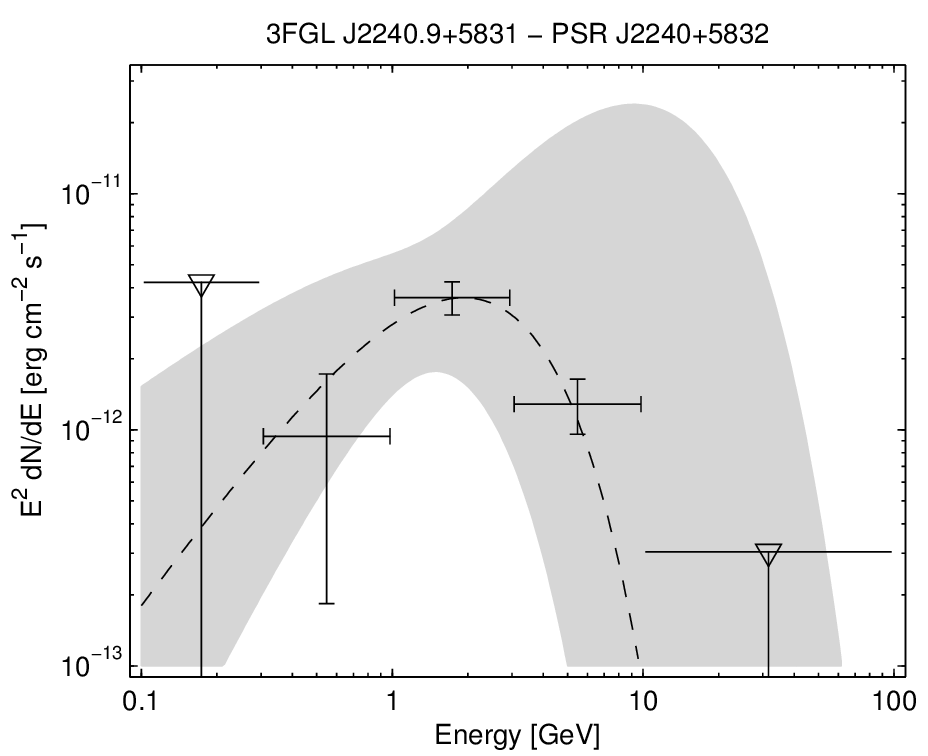 3FGL J2240.9+5831 − PSR J2240+5832
E² dN/dE [erg cm⁻² s⁻¹]
10⁻¹¹
10⁻¹²
10⁻¹³
0.1 1 10 100
Energy [GeV]